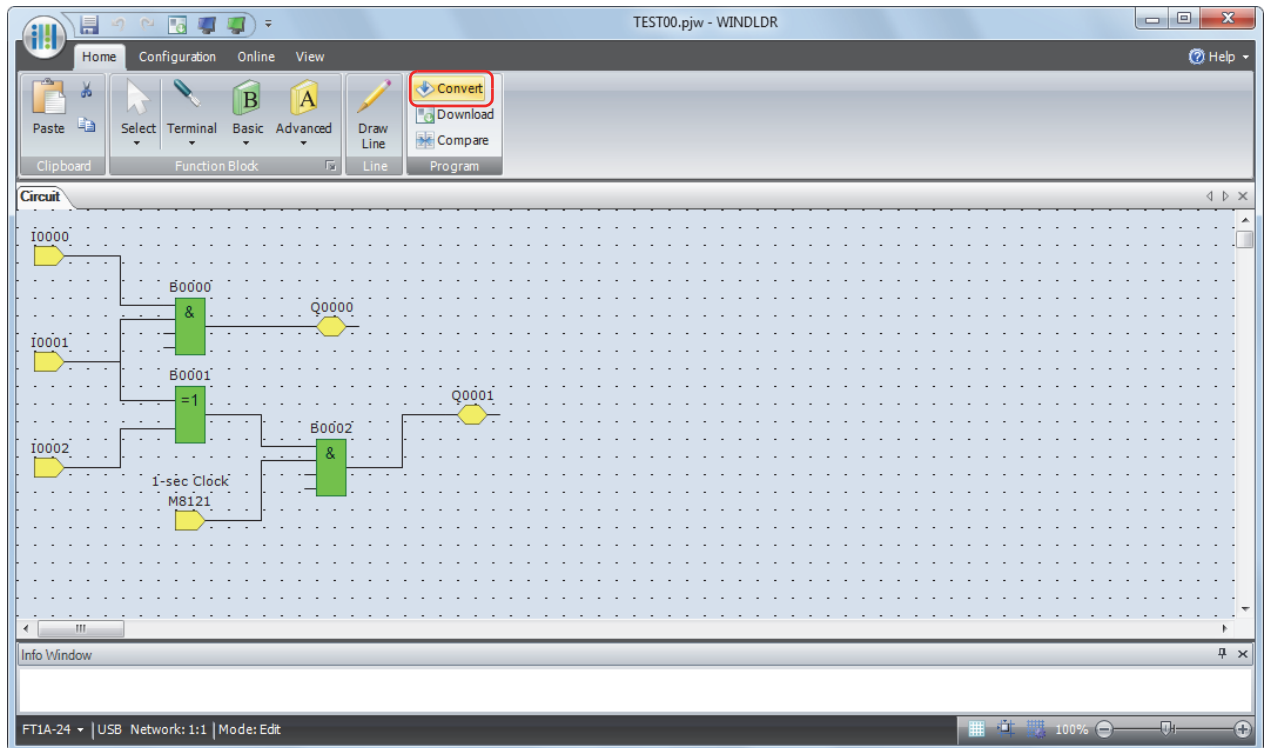 TEST00.pjw - WINDLDR
Home Configuration Online View Help
Paste Select Terminal Basic Advanced Draw Line Convert
Download
Compare
B A
Clipboard Function Block Line Program
Circuit
I0000
B0000
&
Q0000
I0001
B0001
=1
Q0001
B0002
&
I0002
1-sec Clock
M8121
Info Window
FT1A-24 USB Network: 1:1 Mode: Edit 100%